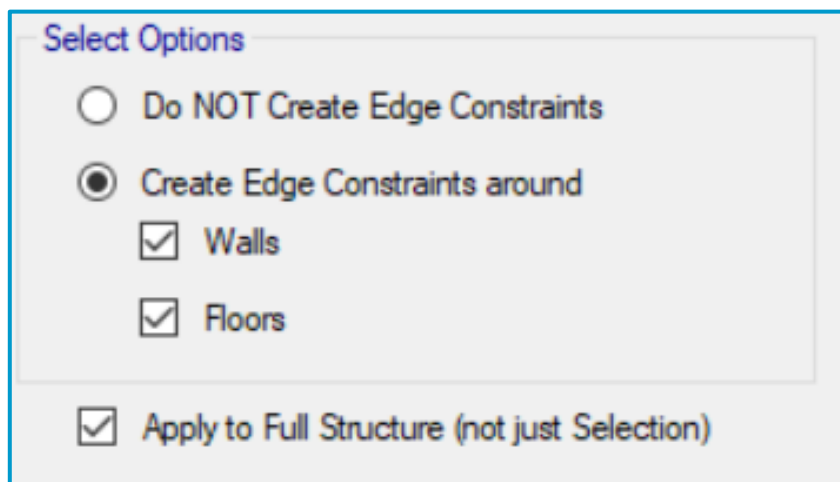 Select Options
Do NOT Create Edge Constraints
Create Edge Constraints around
Walls
Floors
Apply to Full Structure (not just Selection)